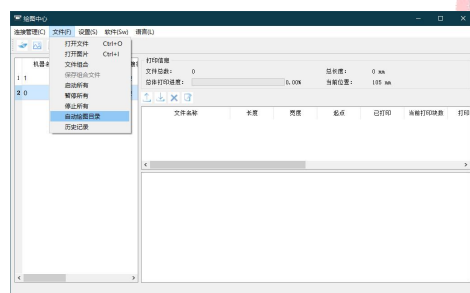 绘图中心
连接管理(C) 文件(F) 设置(S) 软件(Sw) 语言(L)
打开文件 Ctrl+O
打开图片 Ctrl+I
文件组合
保存组合文件
启动所有
暂停所有
停止所有
自动绘图目录
历史记录
机器名
1 1
2 0
打印信息
文件总数: 0 总长度: 0 mm
总体打印进度: 0.00% 当前位置: 105 mm
文件名称 长度 宽度 起点 已打印 当前打印块数 打印